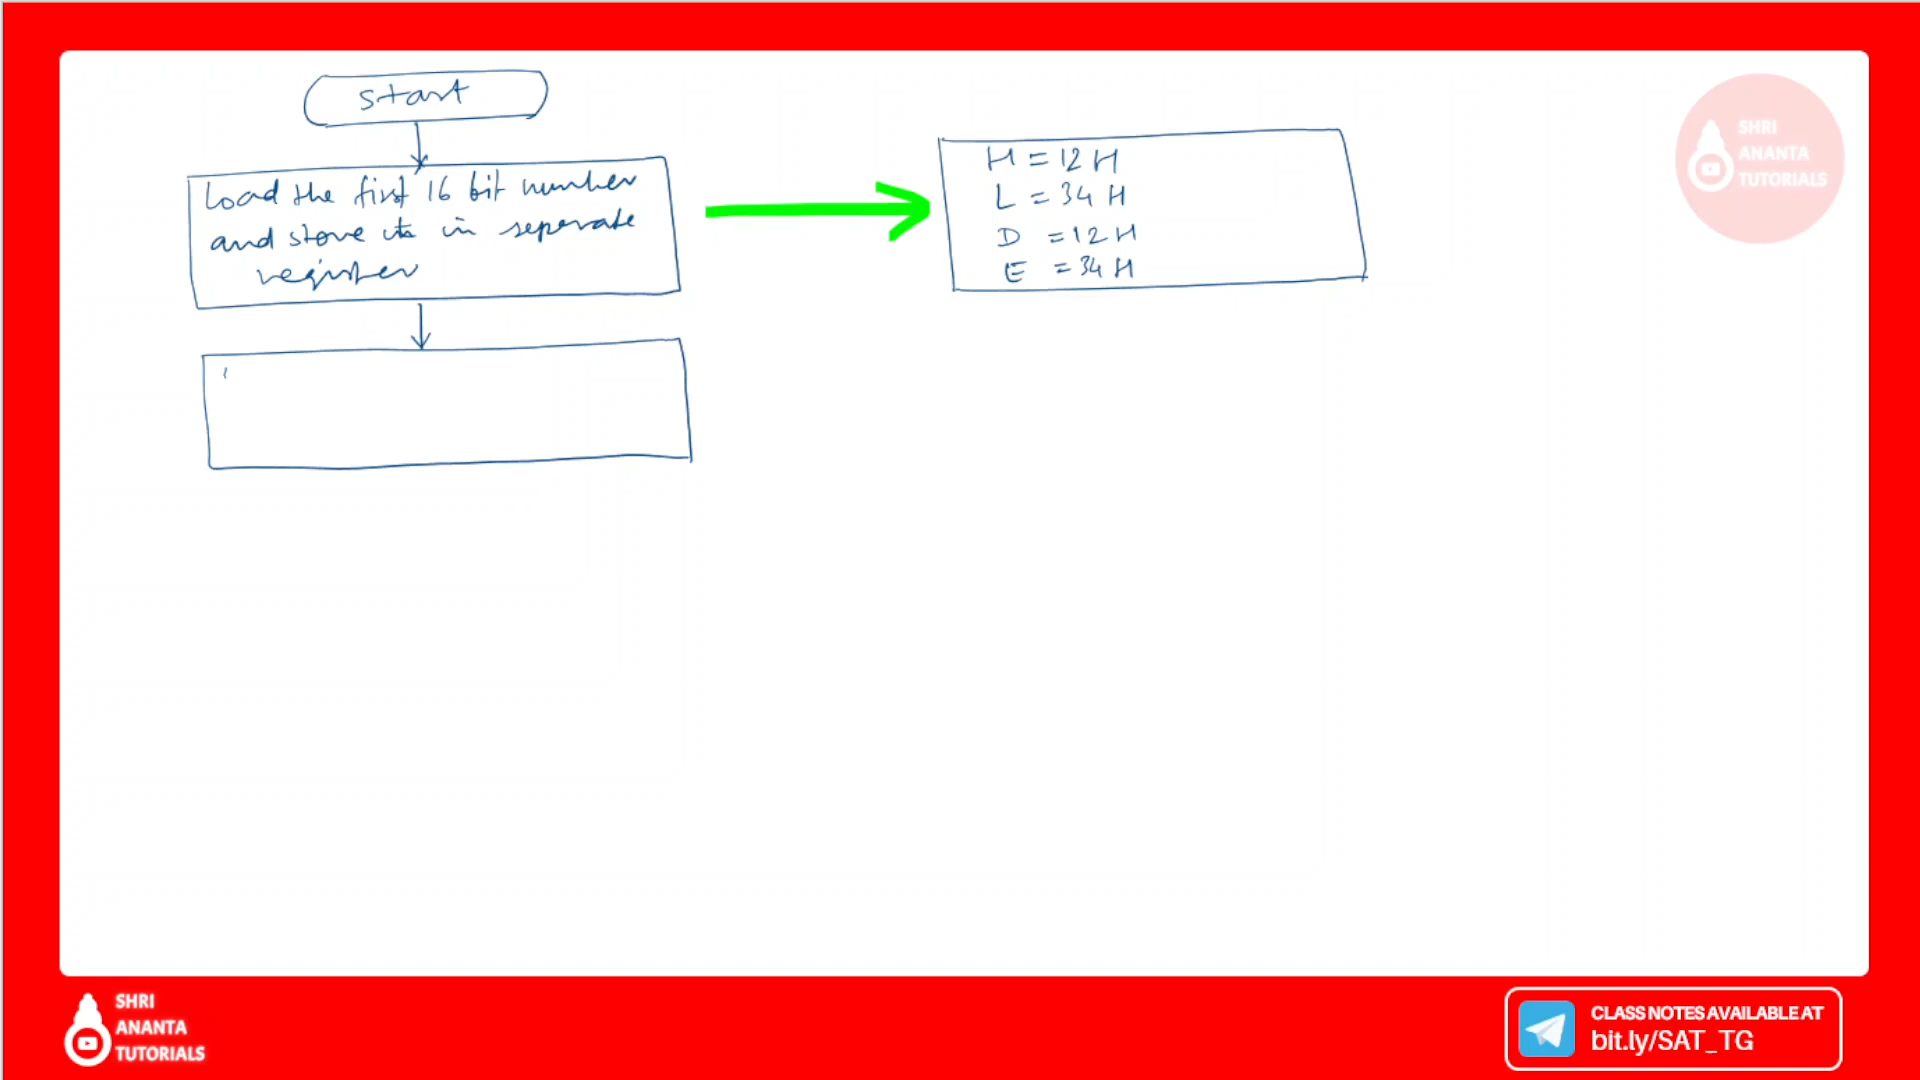 start
Load the first 16 bit number
and store its in seperate
register
H = 12 H
L = 34 H
D = 12 H
E = 34 H
SHRI
ANANTA
TUTORIALS
SHRI
ANANTA
TUTORIALS
CLASS NOTES AVAILABLE AT
bit.ly/SAT_TG